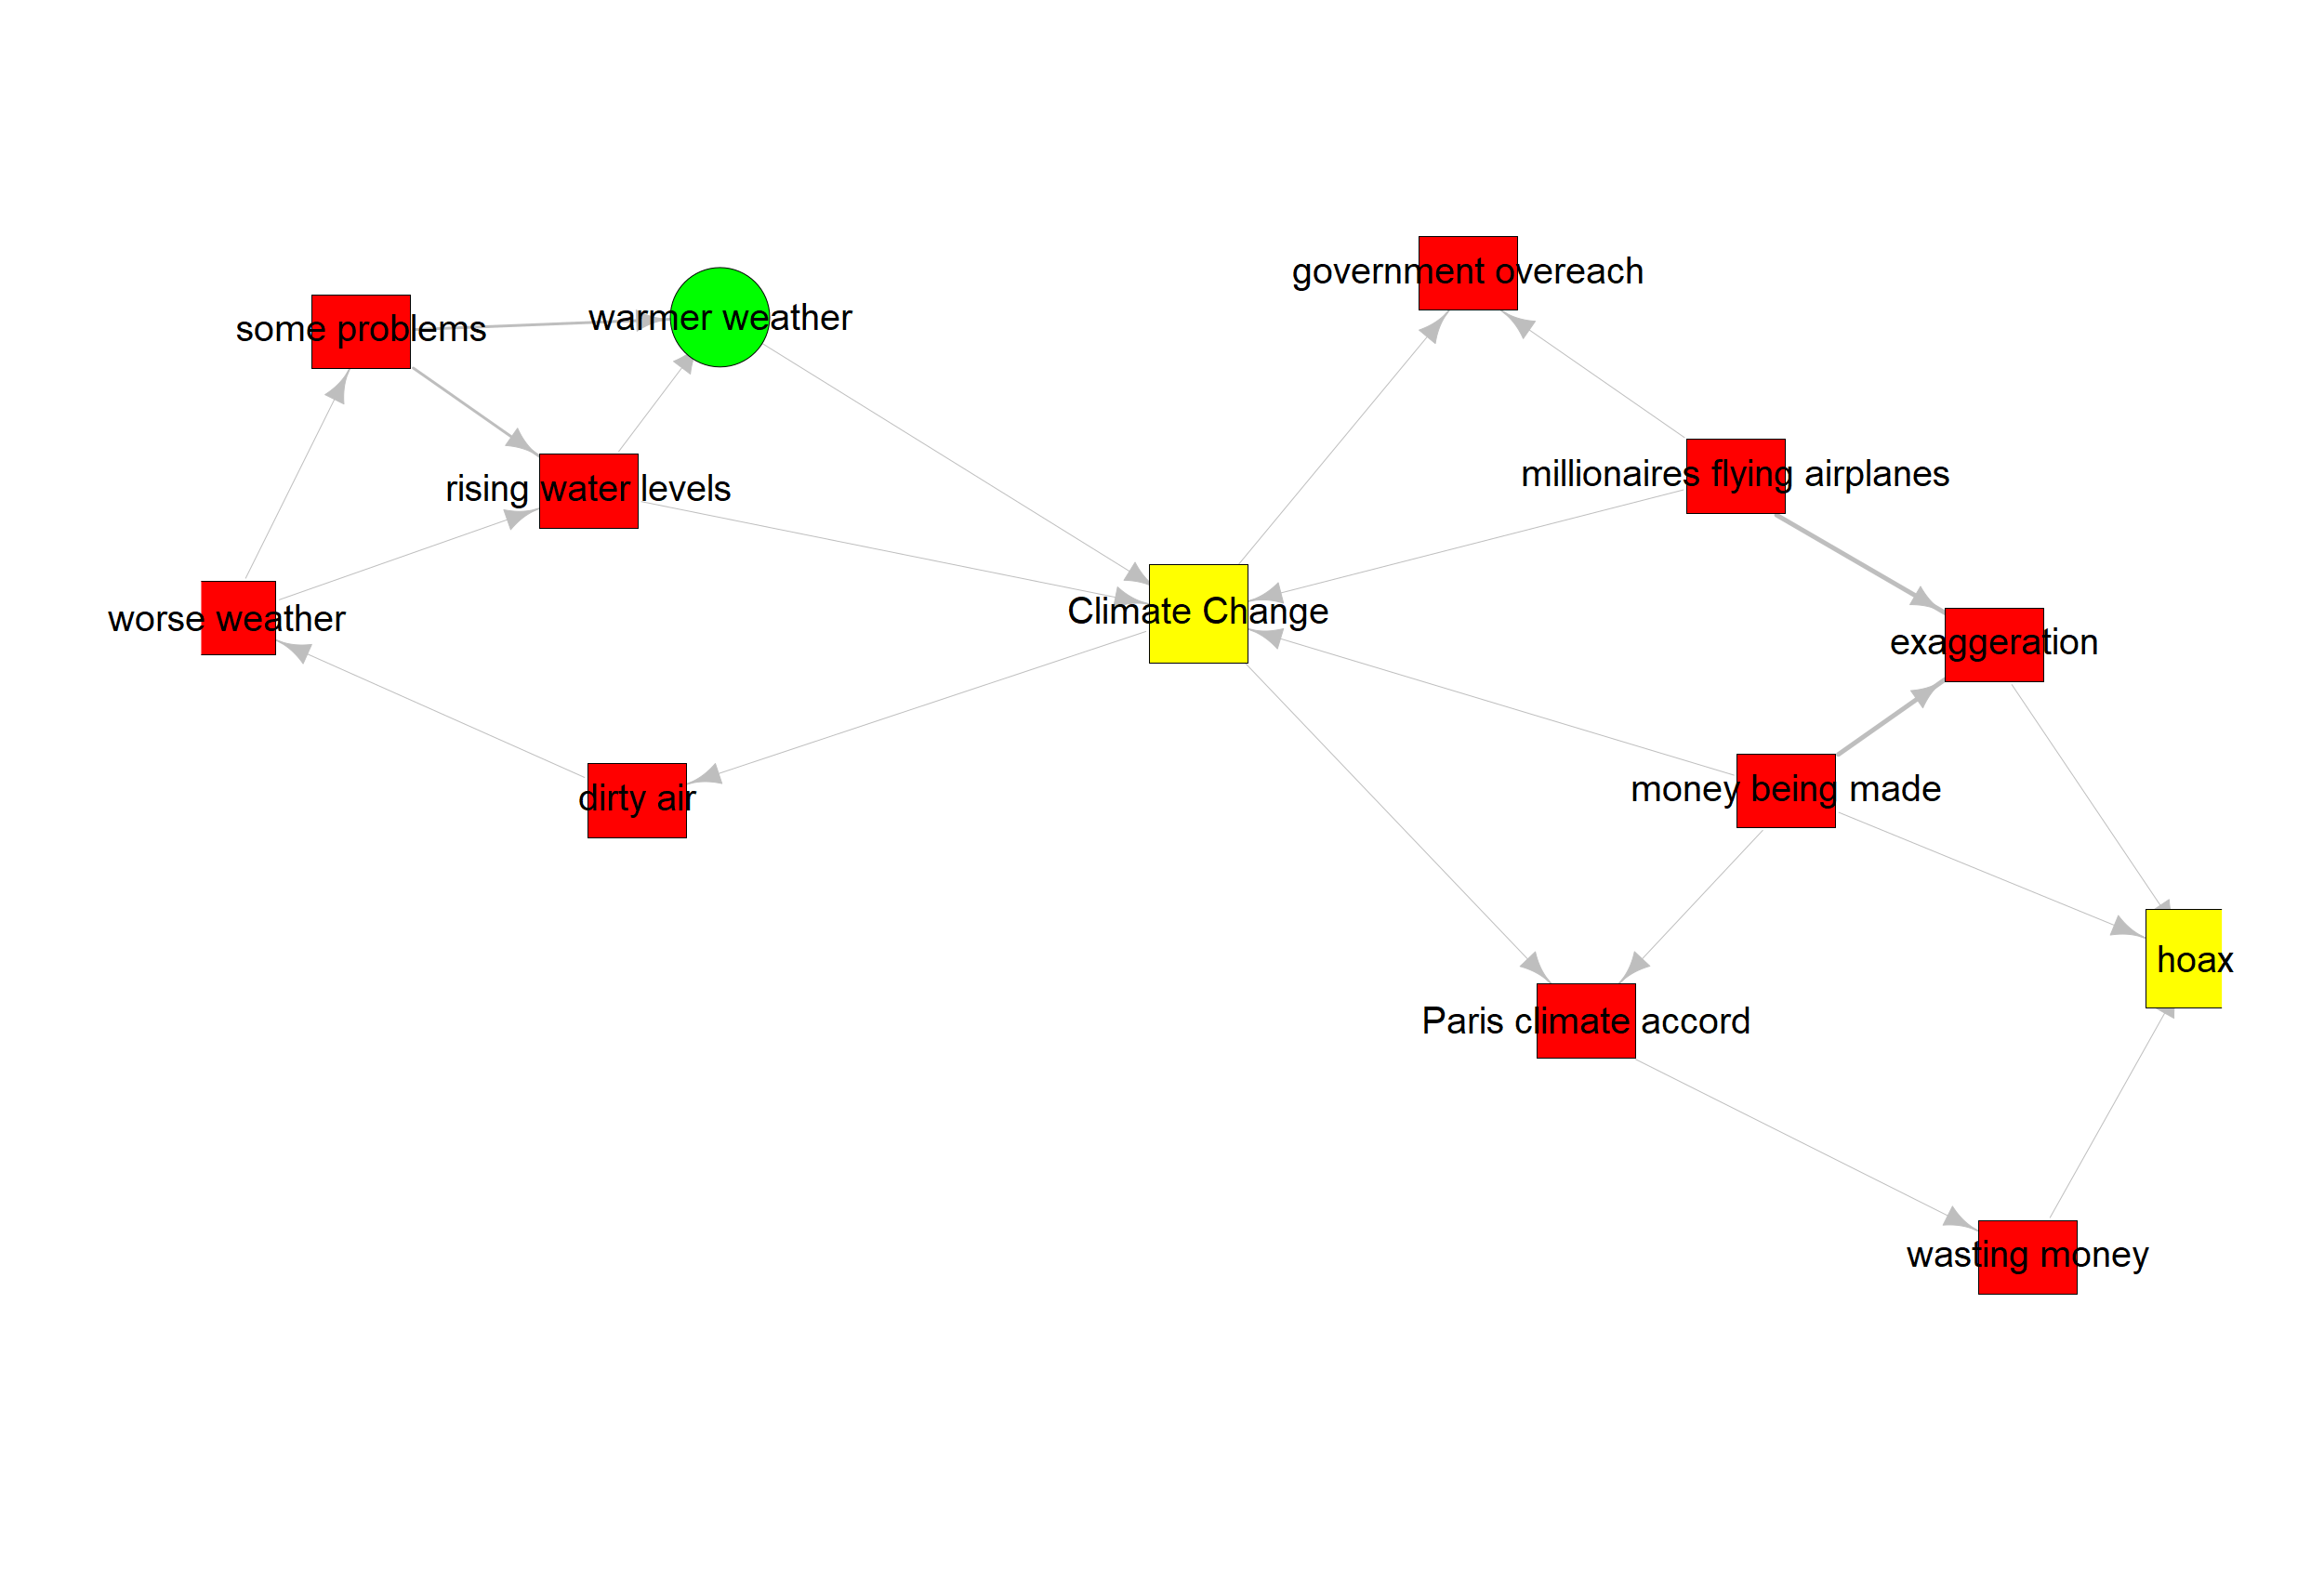 government overeach
warmer weather
some problems
millionaires flying airplanes
rising water levels
Climate Change
worse weather
exaggeration
money being made
dirty air
hoax
Paris climate accord
wasting money